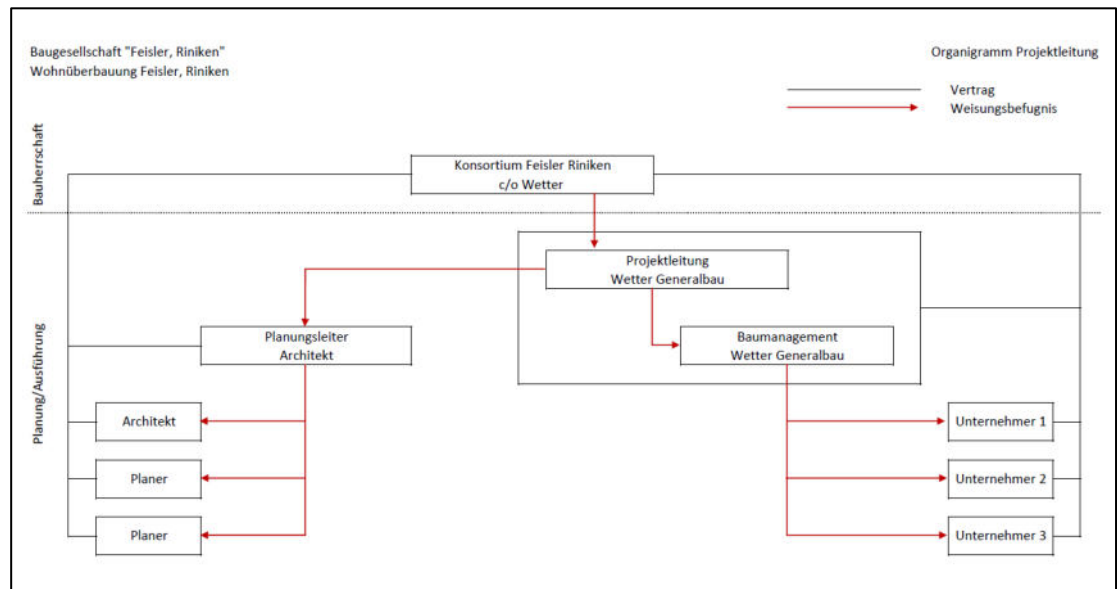 Baugesellschaft "Feisler, Riniken"
Wohnüberbauung Feisler, Riniken
Organigramm Projektleitung
Vertrag
Weisungsbefugnis
Bauherrschaft
Konsortium Feisler Riniken
c/o Wetter
Planung/Ausführung
Projektleitung
Wetter Generalbau
Planungsleiter
Architekt
Baumanagement
Wetter Generalbau
Architekt
Unternehmer 1
Planer
Unternehmer 2
Planer
Unternehmer 3